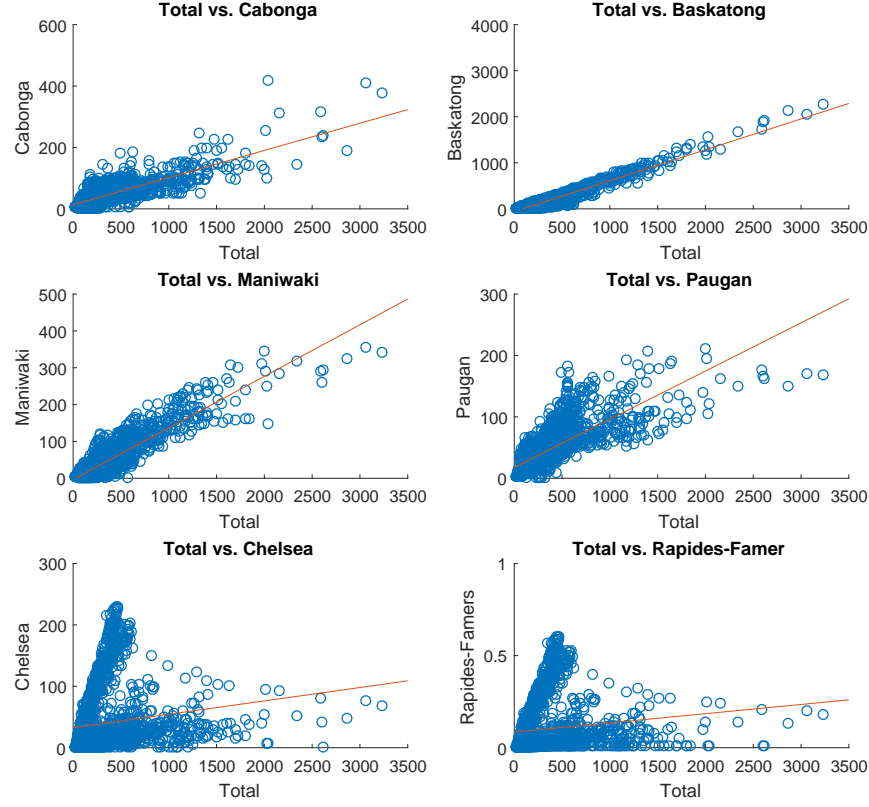 Total vs. Cabonga
600
400
200
0
Cabonga
0 500 1000 1500 2000 2500 3000 3500
Total
Total vs. Baskatong
4000
3000
2000
1000
0
Baskatong
0 500 1000 1500 2000 2500 3000 3500
Total
Total vs. Maniwaki
500
400
300
200
100
0
Maniwaki
0 500 1000 1500 2000 2500 3000 3500
Total
Total vs. Paugan
300
200
100
0
Paugan
0 500 1000 1500 2000 2500 3000 3500
Total
Total vs. Chelsea
300
200
100
0
Chelsea
0 500 1000 1500 2000 2500 3000 3500
Total
Total vs. Rapides-Famer
1
0.5
0
Rapides-Famers
0 500 1000 1500 2000 2500 3000 3500
Total